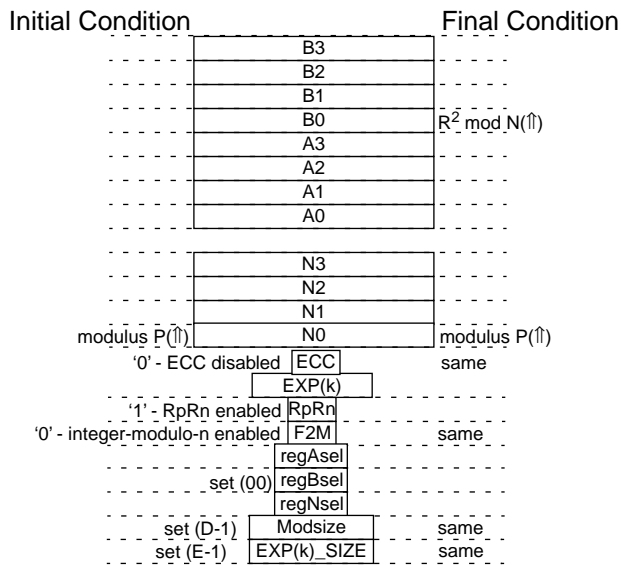 Initial Condition Final Condition
B3
B2
B1
B0 R² mod N(⇑)
A3
A2
A1
A0
N3
N2
N1
modulus P(⇑) N0 modulus P(⇑)
‘0’ - ECC disabled ECC same
EXP(k)
‘1’ - RpRn enabled RpRn
‘0’ - integer-modulo-n enabled F2M same
regAsel
set (00) regBsel
regNsel
set (D-1) Modsize same
set (E-1) EXP(k)_SIZE same